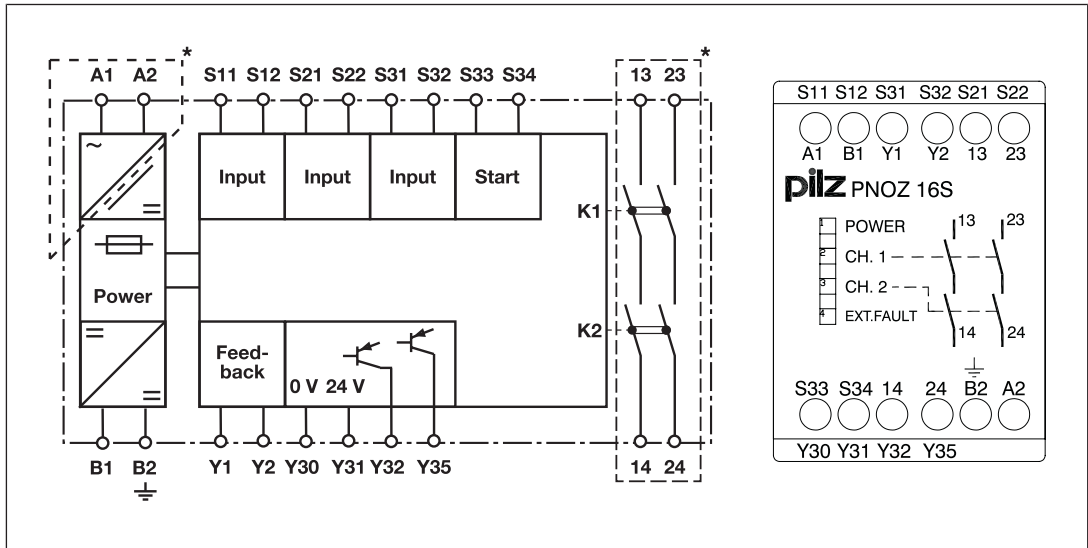 * *
A1 A2 S11 S12 S21 S22 S31 S32 S33 S34 13 23
~ Input Input Input Start
=
K1
Power
K2
= Feed-
back
0 V 24 V
=
B1 B2 Y1 Y2 Y30 Y31 Y32 Y35 14 24
S11 S12 S31 S32 S21 S22
A1 B1 Y1 Y2 13 23
pilz PNOZ 16S
1 POWER 13 23
2 CH. 1
3 CH. 2
4 EXT.FAULT 14 24
S33 S34 14 24 B2 A2
Y30 Y31 Y32 Y35